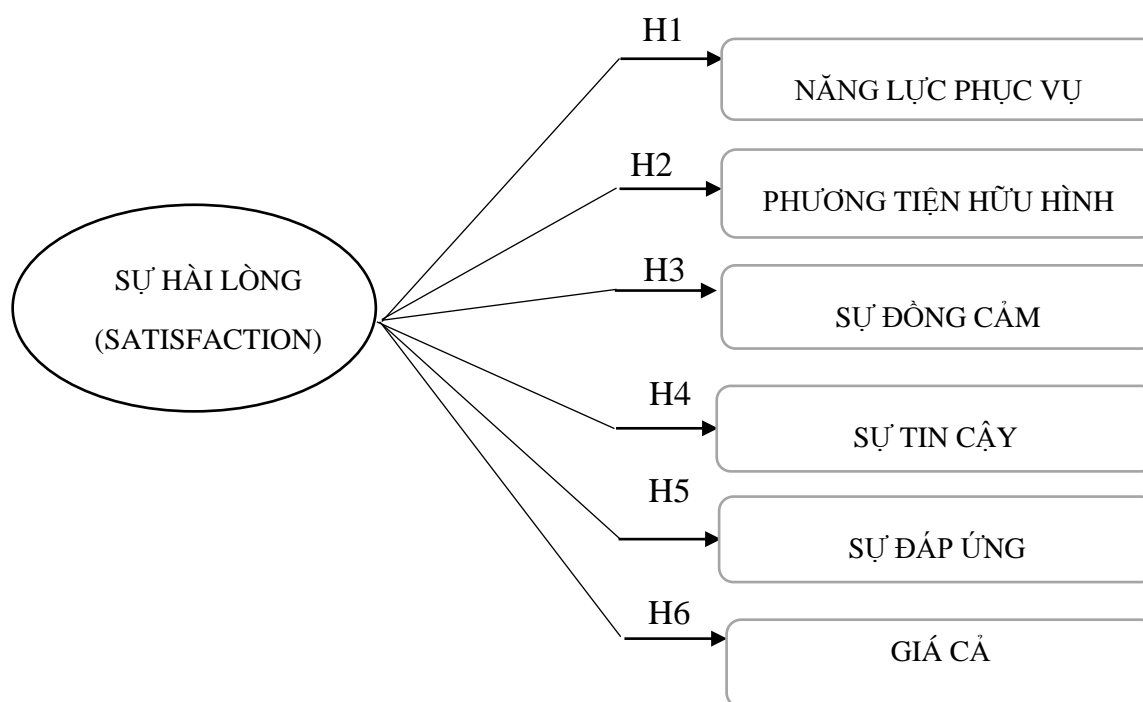 H1
NĂNG LỰC PHỤC VỤ
H2
PHƯƠNG TIỆN HỮU HÌNH
SỰ HÀI LÒNG
(SATISFACTION)
H3
SỰ ĐỒNG CẢM
H4
SỰ TIN CẬY
H5
SỰ ĐÁP ỨNG
H6
GIÁ CẢ